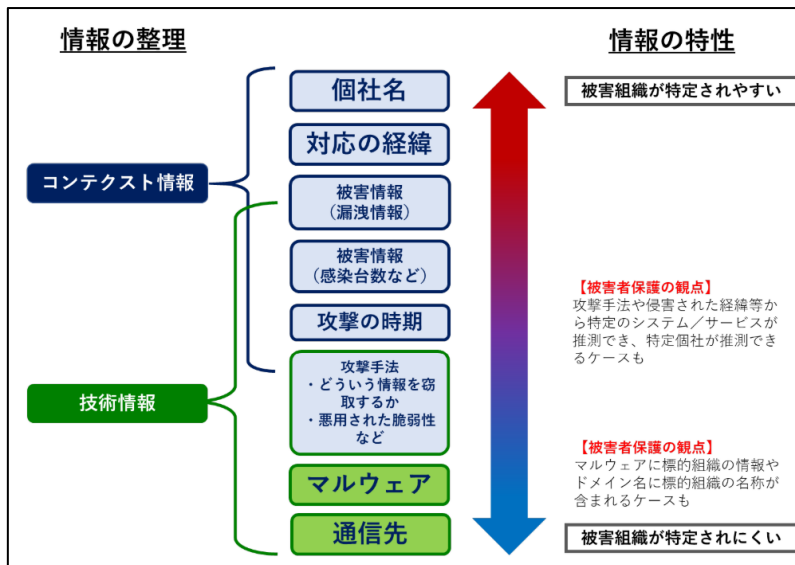 情報の整理
情報の特性
個社名
被害組織が特定されやすい
対応の経緯
コンテクスト情報
被害情報
（漏洩情報）
被害情報
（感染台数など）
攻撃の時期
【被害者保護の観点】
攻撃手法や侵害された経緯等か
ら特定のシステム／サービスが
推測でき、特定個社が推測でき
るケースも
技術情報
攻撃手法
・どういう情報を窃
取するか
・悪用された脆弱性
など
マルウェア
【被害者保護の観点】
マルウェアに標的組織の情報や
ドメイン名に標的組織の名称が
含まれるケースも
通信先
被害組織が特定されにくい